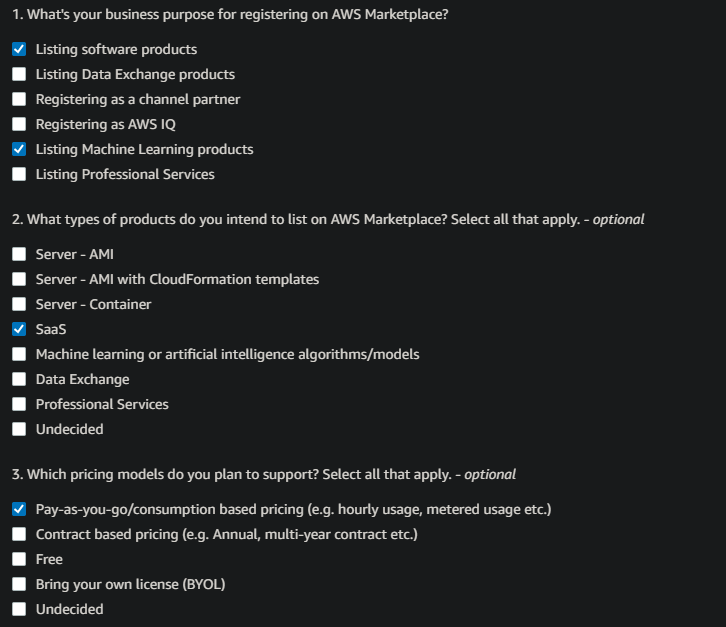 1. What's your business purpose for registering on AWS Marketplace?
Listing software products
Listing Data Exchange products
Registering as a channel partner
Registering as AWS IQ
Listing Machine Learning products
Listing Professional Services
2. What types of products do you intend to list on AWS Marketplace? Select all that apply. - optional
Server - AMI
Server - AMI with CloudFormation templates
Server - Container
SaaS
Machine learning or artificial intelligence algorithms/models
Data Exchange
Professional Services
Undecided
3. Which pricing models do you plan to support? Select all that apply. - optional
Pay-as-you-go/consumption based pricing (e.g. hourly usage, metered usage etc.)
Contract based pricing (e.g. Annual, multi-year contract etc.)
Free
Bring your own license (BYOL)
Undecided